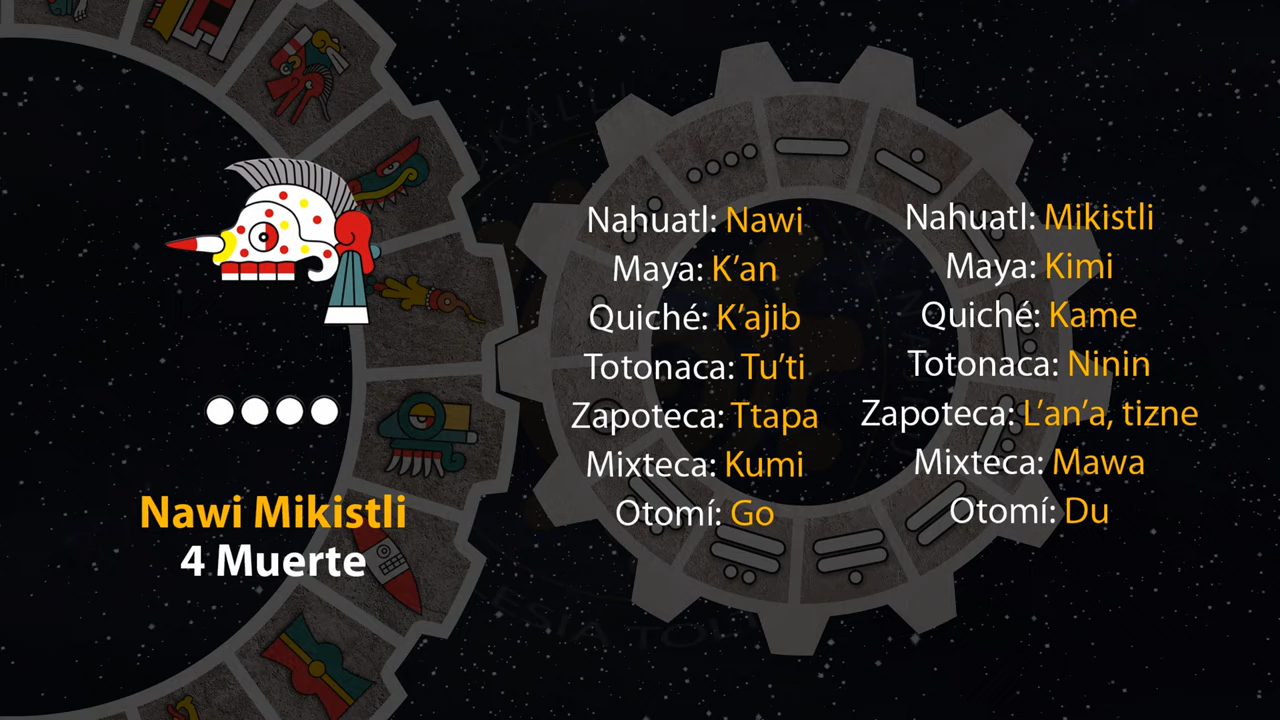 Nawi Mikistli
4 Muerte
Nahuatl: Nawi
Maya: K'an
Quiché: K'ajib
Totonaca: Tu'ti
Zapoteca: Ttapa
Mixteca: Kumi
Otomí: Go
Nahuatl: Mikistli
Maya: Kimi
Quiché: Kame
Totonaca: Ninin
Zapoteca: L'an'a, tizne
Mixteca: Mawa
Otomí: Du